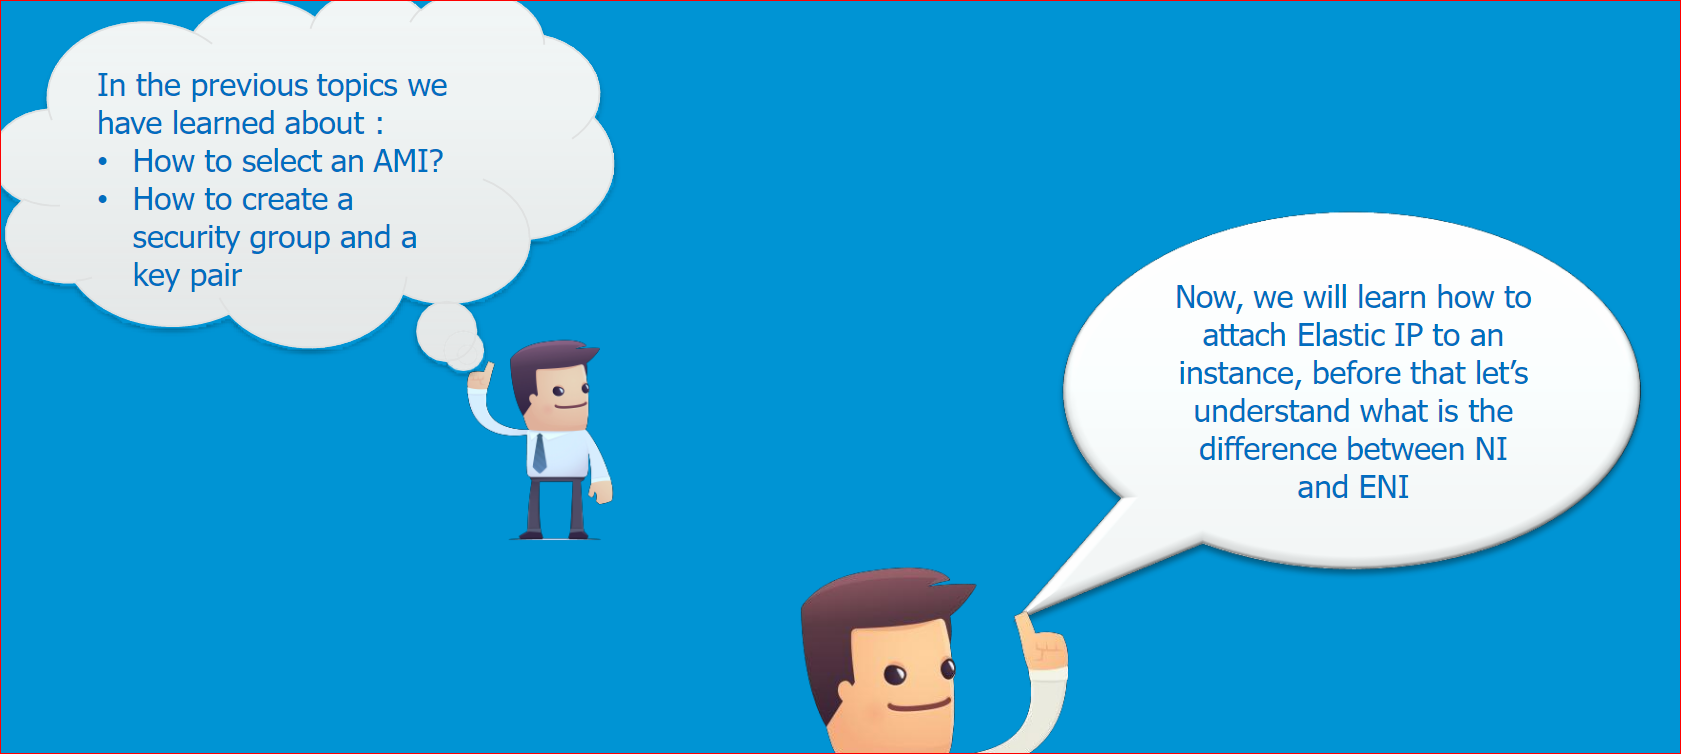 In the previous topics we
have learned about :
• How to select an AMI?
• How to create a
security group and a
key pair
Now, we will learn how to
attach Elastic IP to an
instance, before that let’s
understand what is the
difference between NI
and ENI